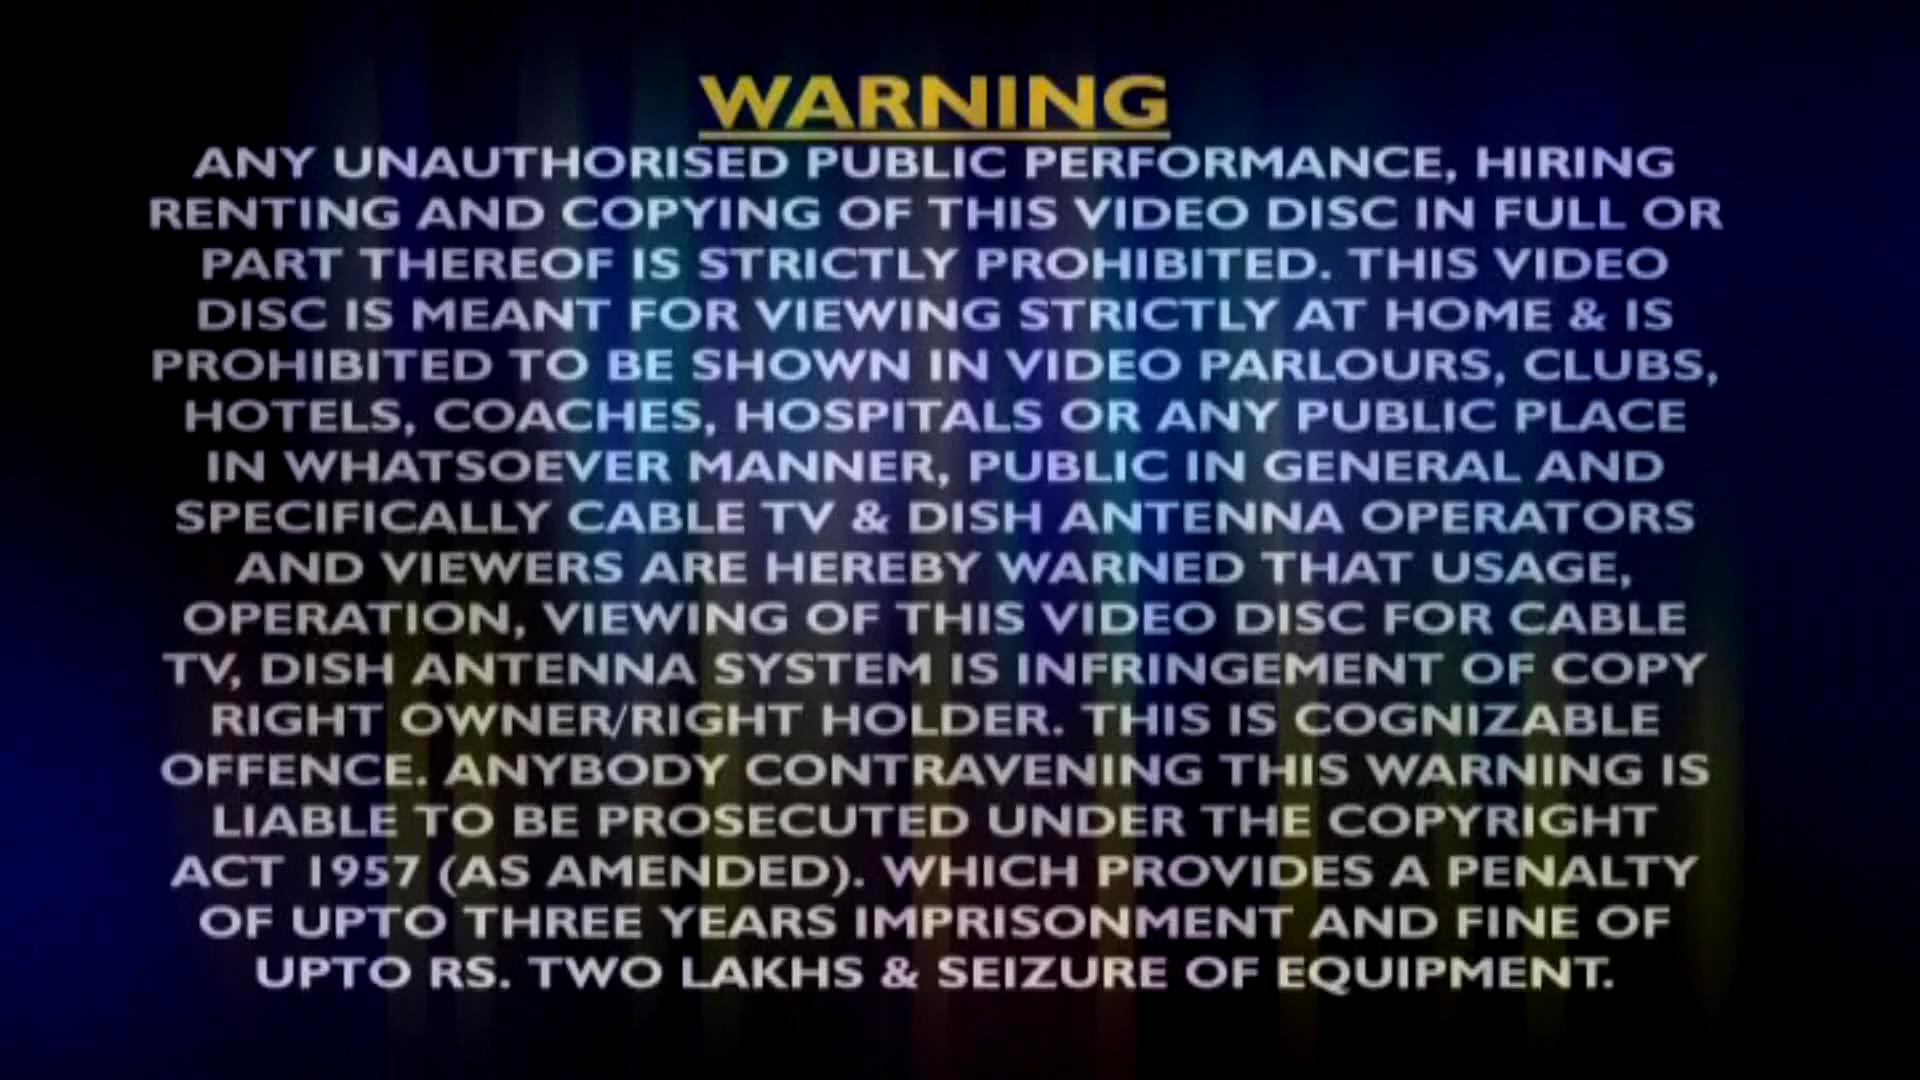 WARNING
ANY UNAUTHORISED PUBLIC PERFORMANCE, HIRING
RENTING AND COPYING OF THIS VIDEO DISC IN FULL OR
PART THEREOF IS STRICTLY PROHIBITED. THIS VIDEO
DISC IS MEANT FOR VIEWING STRICTLY AT HOME & IS
PROHIBITED TO BE SHOWN IN VIDEO PARLOURS, CLUBS,
HOTELS, COACHES, HOSPITALS OR ANY PUBLIC PLACE
IN WHATSOEVER MANNER, PUBLIC IN GENERAL AND
SPECIFICALLY CABLE TV & DISH ANTENNA OPERATORS
AND VIEWERS ARE HEREBY WARNED THAT USAGE,
OPERATION, VIEWING OF THIS VIDEO DISC FOR CABLE
TV, DISH ANTENNA SYSTEM IS INFRINGEMENT OF COPY
RIGHT OWNER/RIGHT HOLDER. THIS IS COGNIZABLE
OFFENCE. ANYBODY CONTRAVENING THIS WARNING IS
LIABLE TO BE PROSECUTED UNDER THE COPYRIGHT
ACT 1957 (AS AMENDED). WHICH PROVIDES A PENALTY
OF UPTO THREE YEARS IMPRISONMENT AND FINE OF
UPTO RS. TWO LAKHS & SEIZURE OF EQUIPMENT.